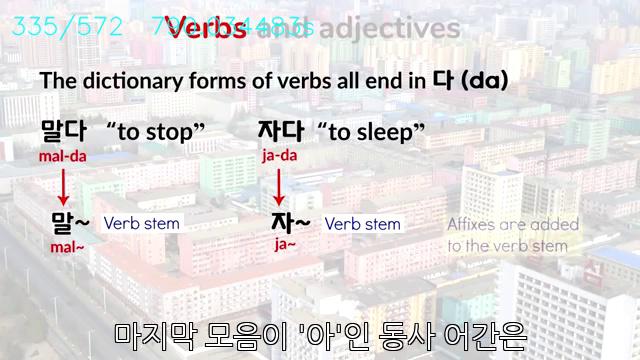 335/572 790.334483s
Verbs and adjectives
The dictionary forms of verbs all end in 다 (da)
말다 “to stop” 자다 “to sleep”
mal-da ja-da
말~ Verb stem 자~ Verb stem Affixes are added
mal~ ja~ to the verb stem
마지막 모음이 '아'인 동사 어간은